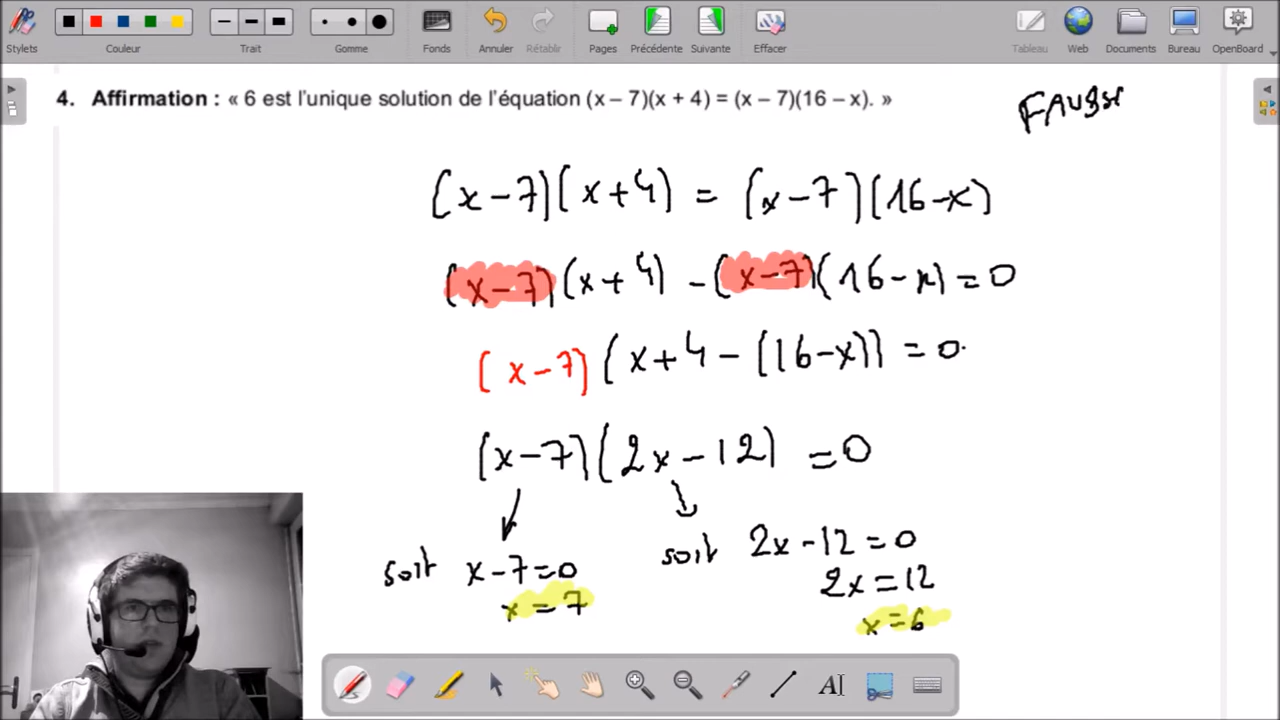 Stylets Couleur Trait Gomme Fonds Annuler Rétablir Pages Précédente Suivante Effacer Tableau Web Documents Bureau OpenBoard
4. Affirmation : « 6 est l'unique solution de l'équation (x – 7)(x + 4) = (x – 7)(16 – x). »
FAUSSE
(x-7)(x+4) = (x-7)(16-x)
(x-7)(x+4) - (x-7)(16-x) = 0
(x-7)(x+4-(16-x)) = 0
(x-7)(2x-12) = 0
soit x-7=0 soit 2x-12=0
x=7 2x=12
x=6
AI